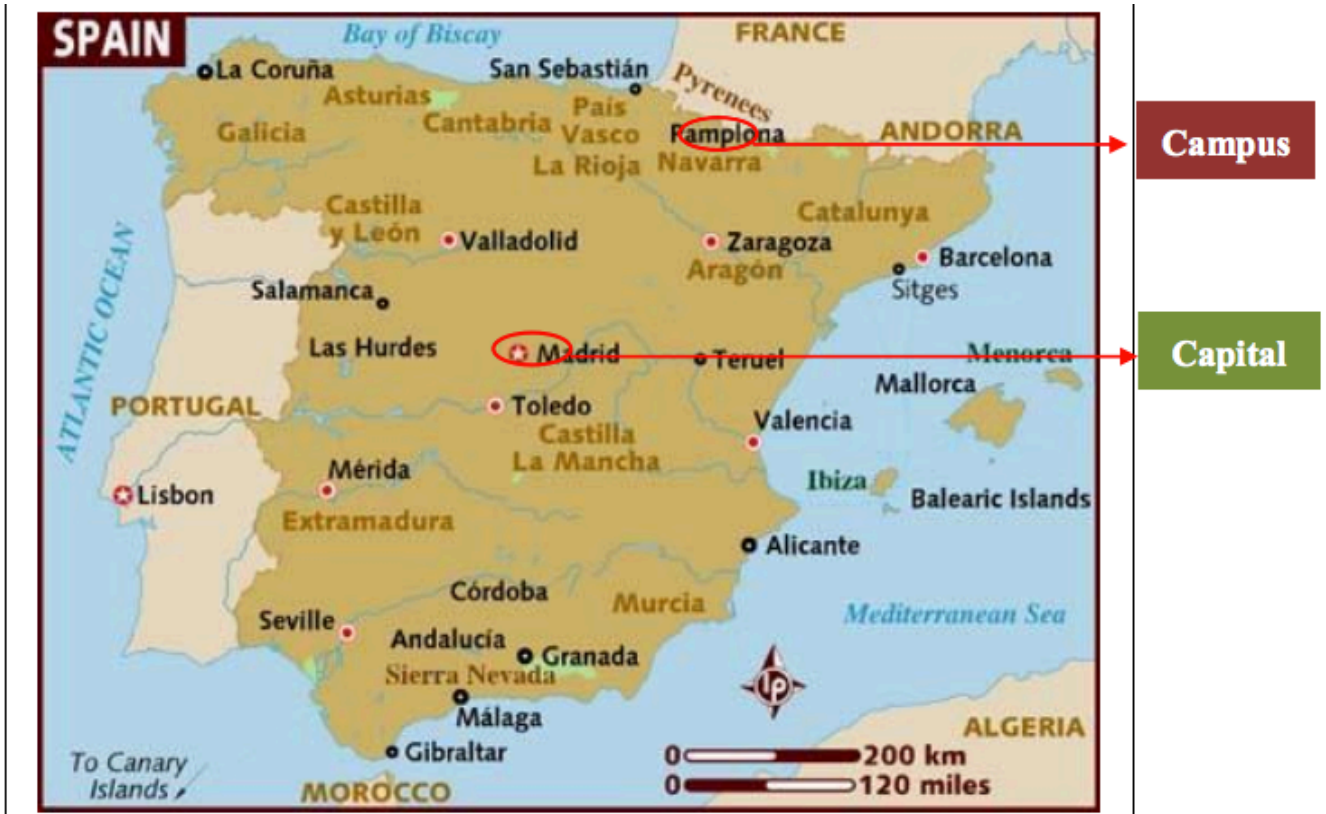 SPAIN
Bay of Biscay
FRANCE
La Coruña
San Sebastián
Pyrenees
Asturias
Cantabria
País
Vasco
Galicia
Pamplona
ANDORRA
Campus
La Rioja
Navarra
Castilla
y León
Catalunya
Valladolid
Zaragoza
Aragón
Barcelona
Sitges
Salamanca
ATLANTIC OCEAN
Las Hurdes
Madrid
Teruel
Menorca
Capital
Mallorca
PORTUGAL
Toledo
Valencia
Castilla
La Mancha
Mérida
Ibiza
Balearic Islands
Lisbon
Extramadura
Alicante
Córdoba
Murcia
Mediterranean Sea
Seville
Andalucía
Granada
Sierra Nevada
lp
Málaga
ALGERIA
Gibraltar
0 200 km
0 120 miles
To Canary
Islands
MOROCCO